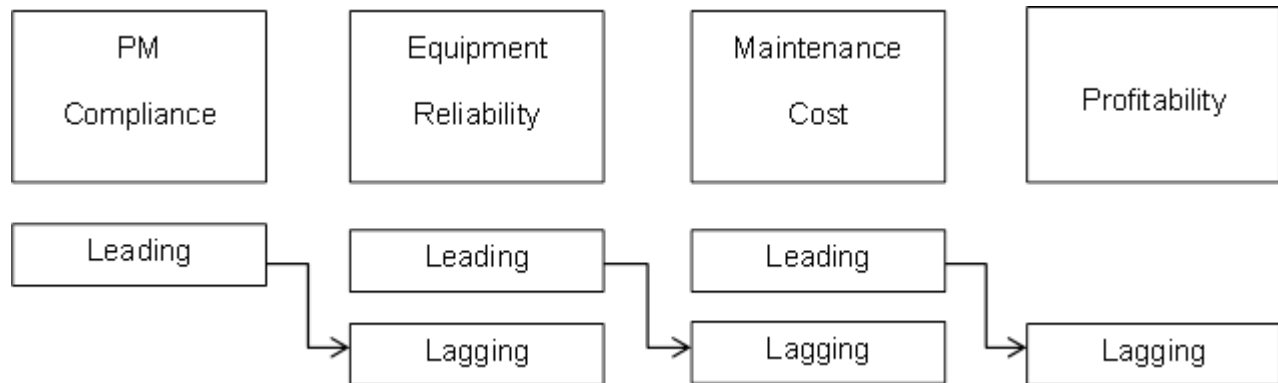 PM
Compliance
Equipment
Reliability
Maintenance
Cost
Profitability
Leading
Leading
Leading
Lagging
Lagging
Lagging